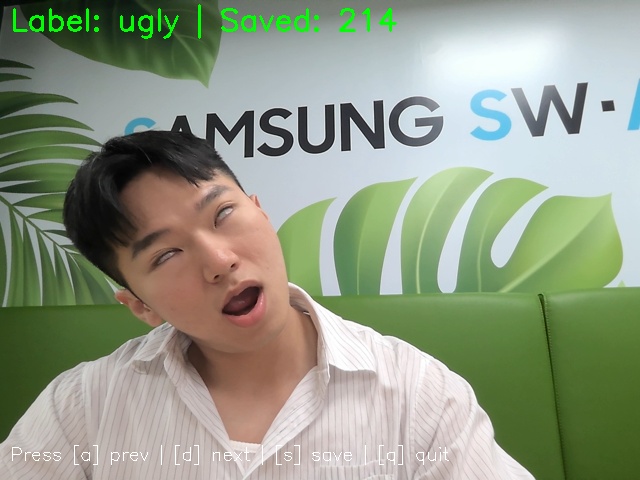 Label: ugly | Saved: 214
SAMSUNG SW·
Press [a] prev | [d] next | [s] save | [q] quit